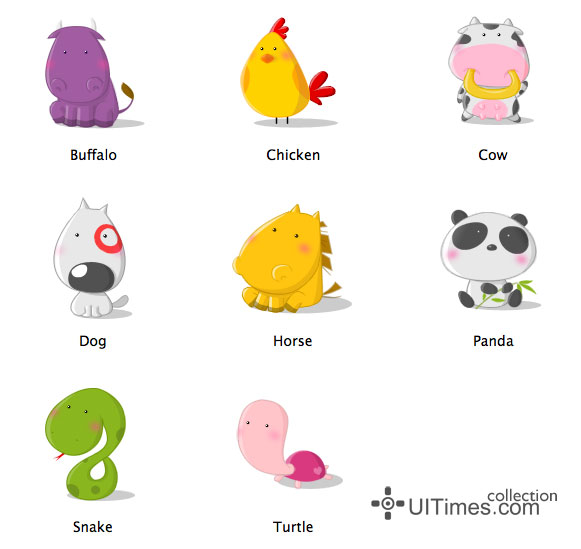 Buffalo
Chicken
Cow
Dog
Horse
Panda
Snake
Turtle
collection
UITimes.com